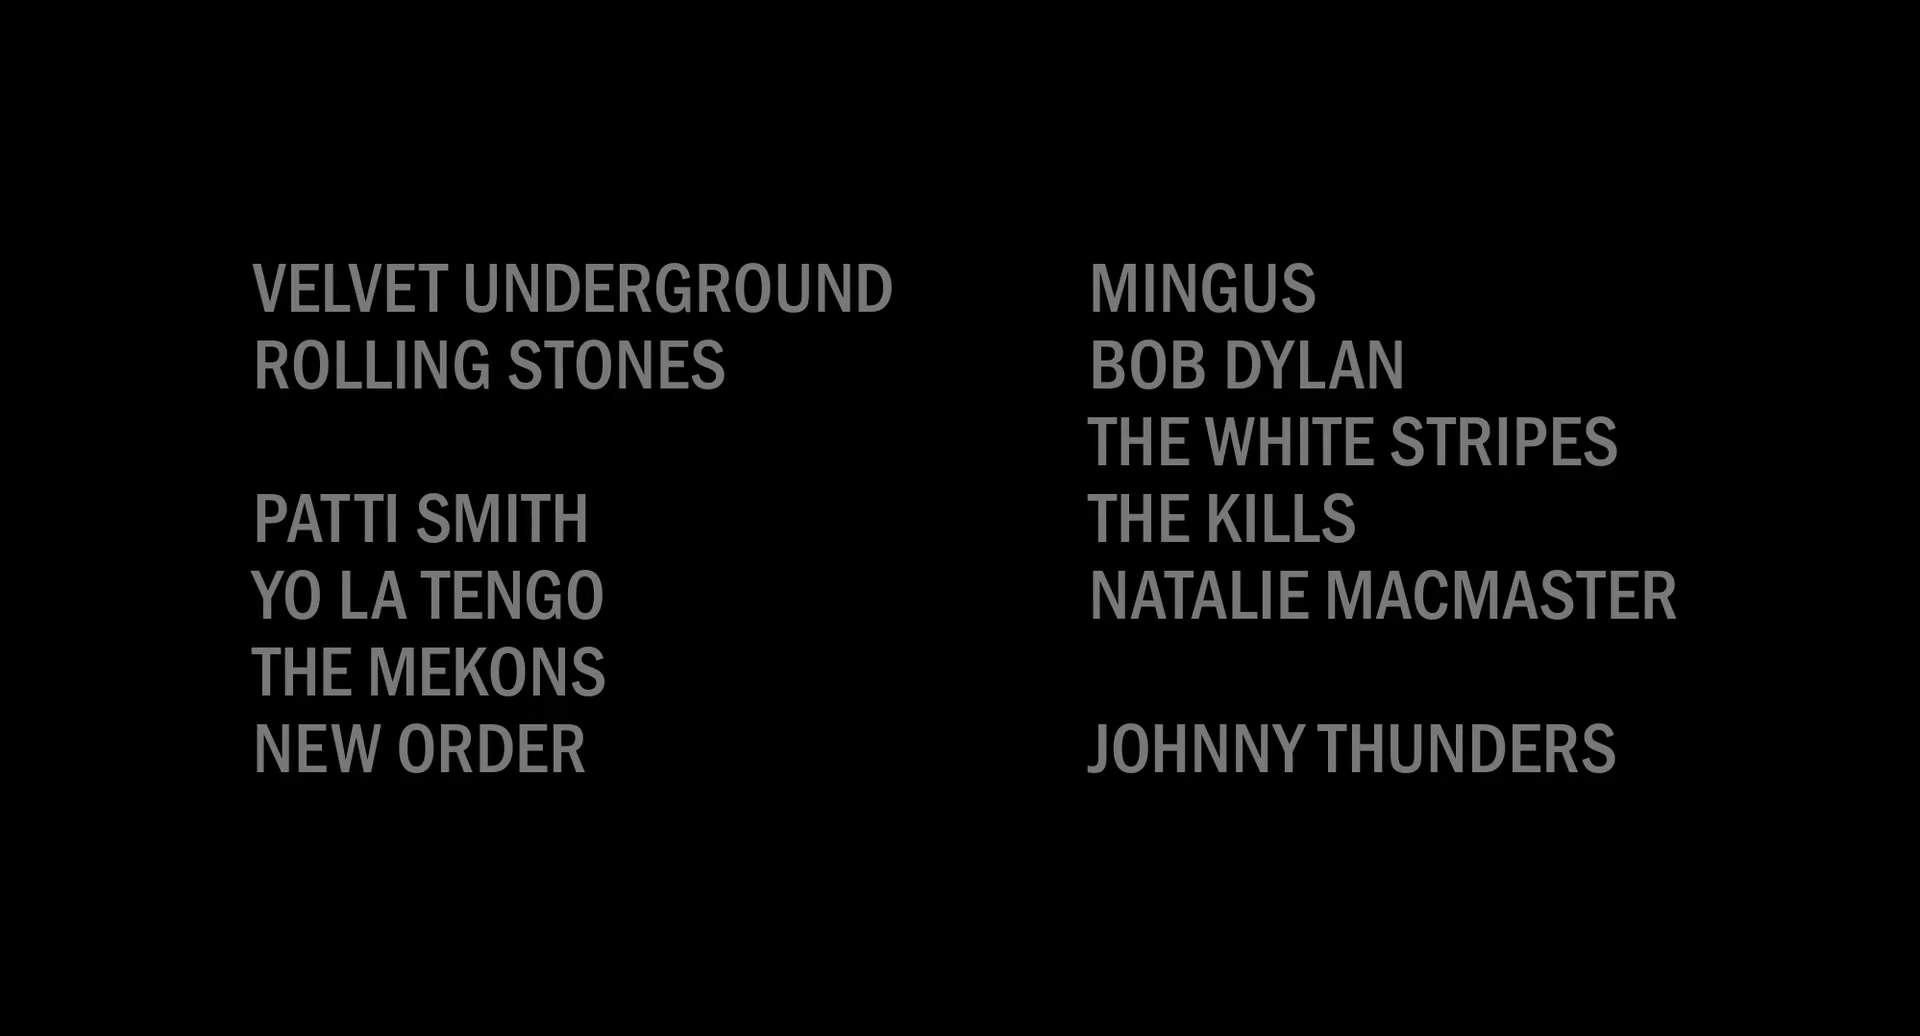 VELVET UNDERGROUND
ROLLING STONES
PATTI SMITH
YO LA TENGO
THE MEKONS
NEW ORDER
MINGUS
BOB DYLAN
THE WHITE STRIPES
THE KILLS
NATALIE MACMASTER
JOHNNY THUNDERS